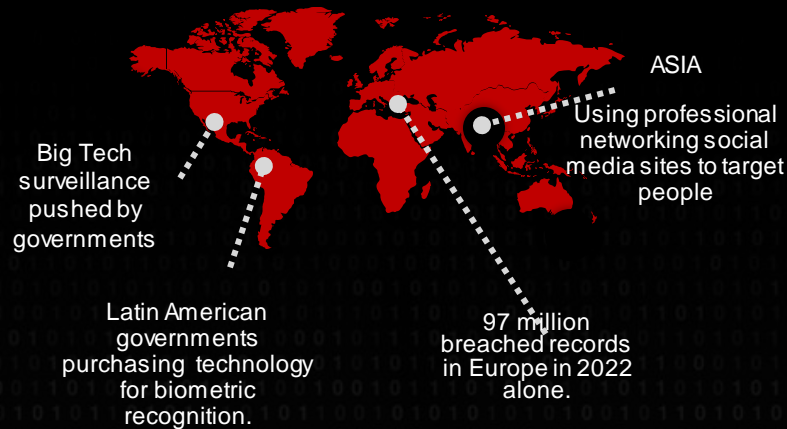 ASIA
Using professional
networking social
media sites to target
people
Big Tech
surveillance
pushed by
governments
Latin American
governments
purchasing technology
for biometric
recognition.
97 million
breached records
in Europe in 2022
alone.